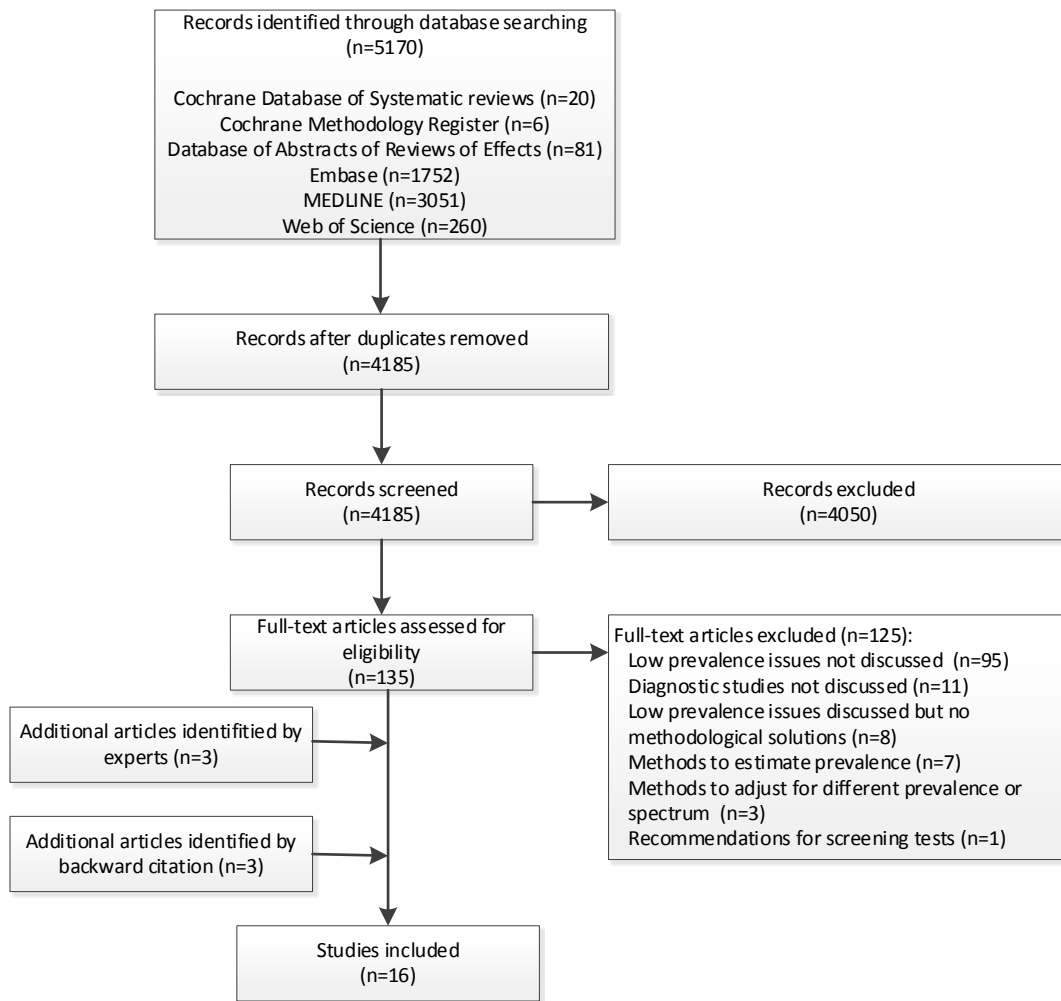 Records identified through database searching
(n=5170)
Cochrane Database of Systematic reviews (n=20)
Cochrane Methodology Register (n=6)
Database of Abstracts of Reviews of Effects (n=81)
Embase (n=1752)
MEDLINE (n=3051)
Web of Science (n=260)
Records after duplicates removed
(n=4185)
Records screened
(n=4185)
Records excluded
(n=4050)
Full-text articles assessed for
eligibility
(n=135)
Full-text articles excluded (n=125):
Low prevalence issues not discussed (n=95)
Diagnostic studies not discussed (n=11)
Low prevalence issues discussed but no
methodological solutions (n=8)
Methods to estimate prevalence (n=7)
Methods to adjust for different prevalence or
spectrum (n=3)
Recommendations for screening tests (n=1)
Additional articles identifitied by
experts (n=3)
Additional articles identified by
backward citation (n=3)
Studies included
(n=16)